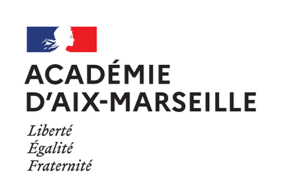 ACADÉMIE
D'AIX-MARSEILLE
Liberté
Égalité
Fraternité